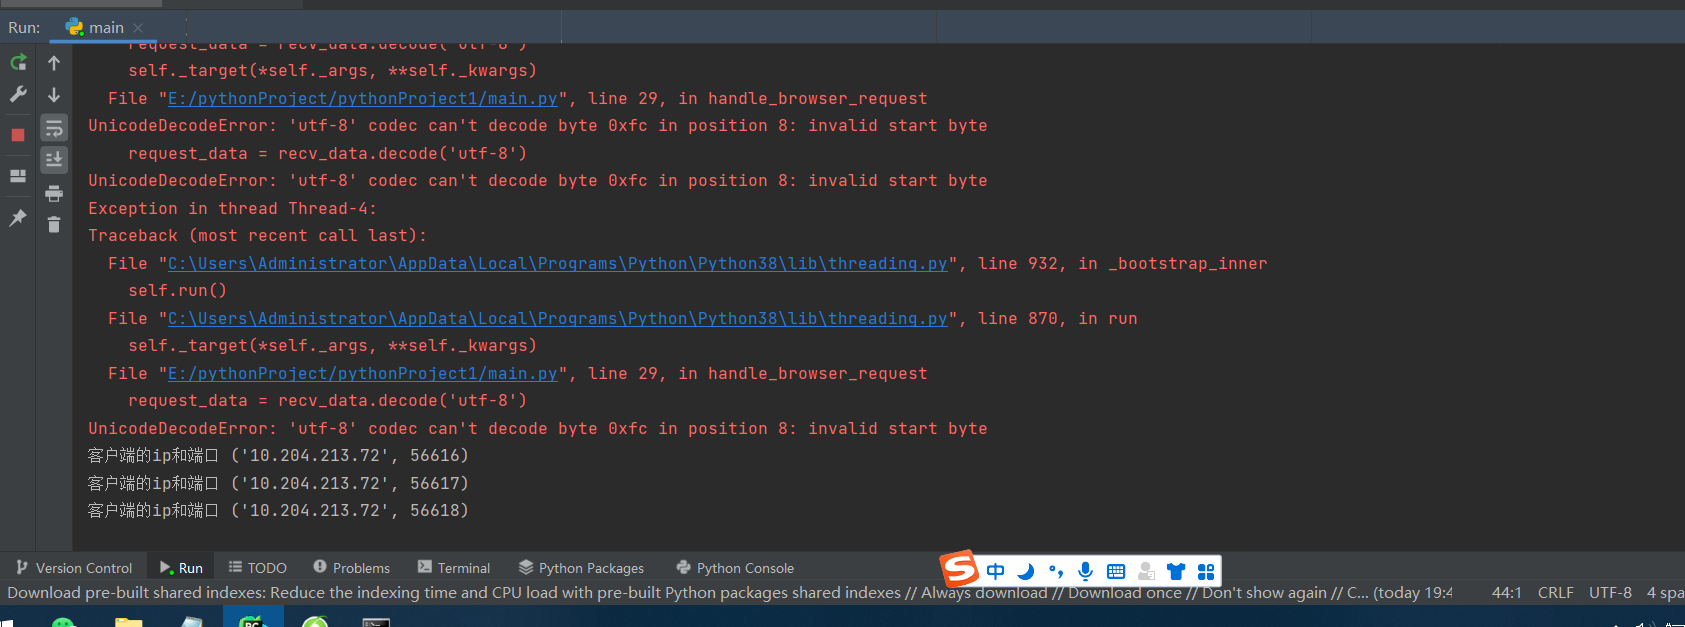 Run: main
request_data = recv_data.decode('utf-8')
self._target(*self._args, **self._kwargs)
File "E:/pythonProject/pythonProject1/main.py", line 29, in handle_browser_request
UnicodeDecodeError: 'utf-8' codec can't decode byte 0xfc in position 8: invalid start byte
request_data = recv_data.decode('utf-8')
UnicodeDecodeError: 'utf-8' codec can't decode byte 0xfc in position 8: invalid start byte
Exception in thread Thread-4:
Traceback (most recent call last):
File "C:\Users\Administrator\AppData\Local\Programs\Python\Python38\lib\threading.py", line 932, in _bootstrap_inner
self.run()
File "C:\Users\Administrator\AppData\Local\Programs\Python\Python38\lib\threading.py", line 870, in run
self._target(*self._args, **self._kwargs)
File "E:/pythonProject/pythonProject1/main.py", line 29, in handle_browser_request
request_data = recv_data.decode('utf-8')
UnicodeDecodeError: 'utf-8' codec can't decode byte 0xfc in position 8: invalid start byte
客户端的ip和端口 ('10.204.213.72', 56616)
客户端的ip和端口 ('10.204.213.72', 56617)
客户端的ip和端口 ('10.204.213.72', 56618)
Version Control Run TODO Problems Terminal Python Packages Python Console
S 中
Download pre-built shared indexes: Reduce the indexing time and CPU load with pre-built Python packages shared indexes // Always download // Download once // Don't show again // C... (today 19:4 44:1 CRLF UTF-8 4 spa
PC